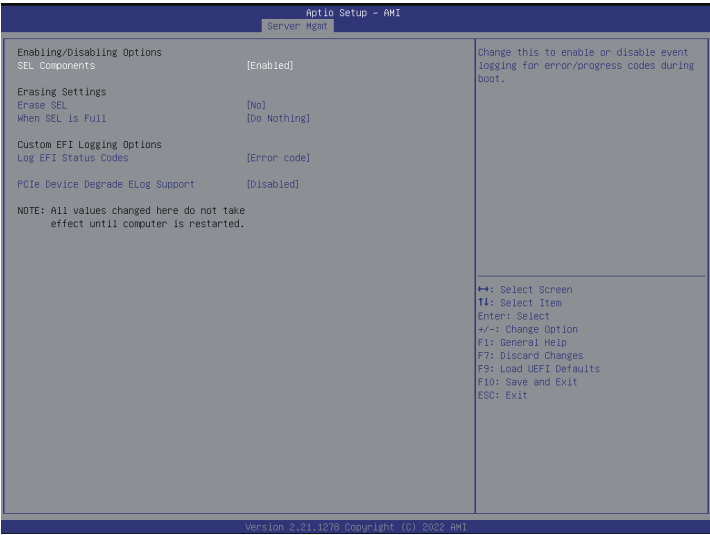 Aptio Setup – AMI
Server Mgmt
Enabling/Disabling Options
SEL Components [Enabled]
Erasing Settings
Erase SEL [No]
When SEL is Full [Do Nothing]
Custom EFI Logging Options
Log EFI Status Codes [Error code]
PCIe Device Degrade ELog Support [Disabled]
NOTE: All values changed here do not take
effect until computer is restarted.
Change this to enable or disable event
logging for error/progress codes during
boot.
↔: Select Screen
↑↓: Select Item
Enter: Select
+/-: Change Option
F1: General Help
F7: Discard Changes
F9: Load UEFI Defaults
F10: Save and Exit
ESC: Exit
Version 2.21.1278 Copyright (C) 2022 AMI